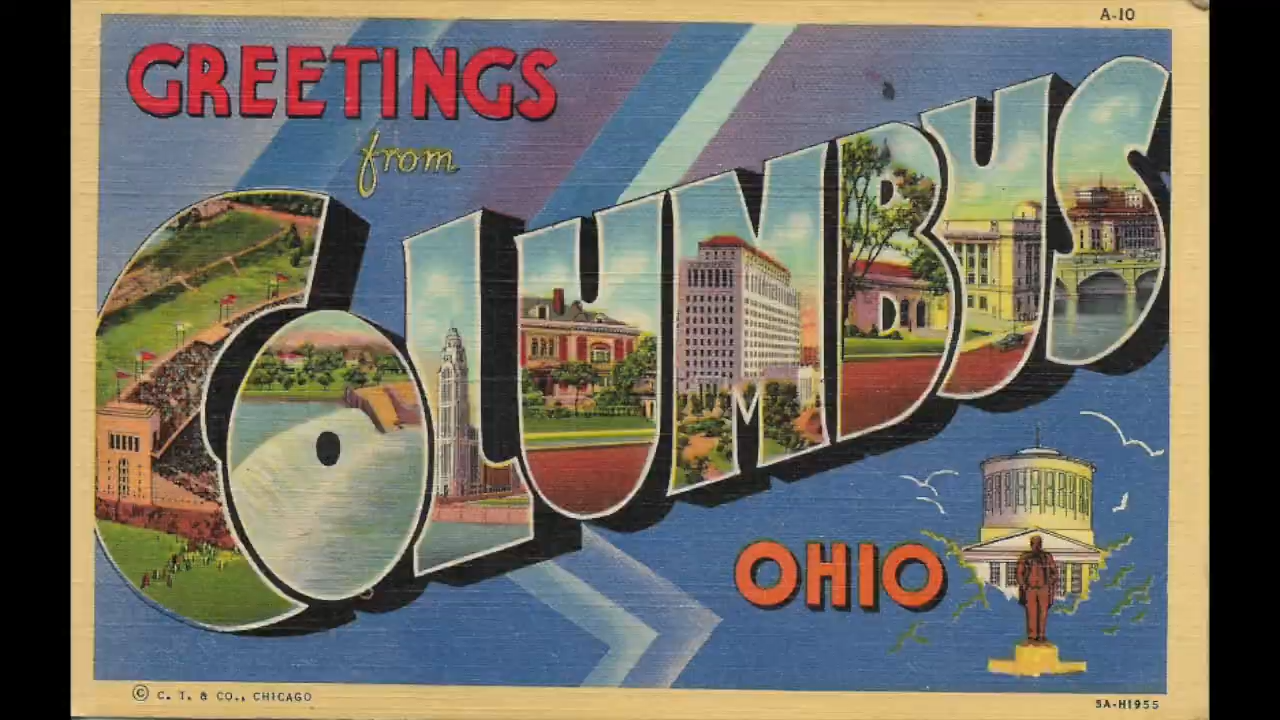 A-10
GREETINGS
from
COLUMBUS
OHIO
© C. T. & CO., CHICAGO
5A-H1955